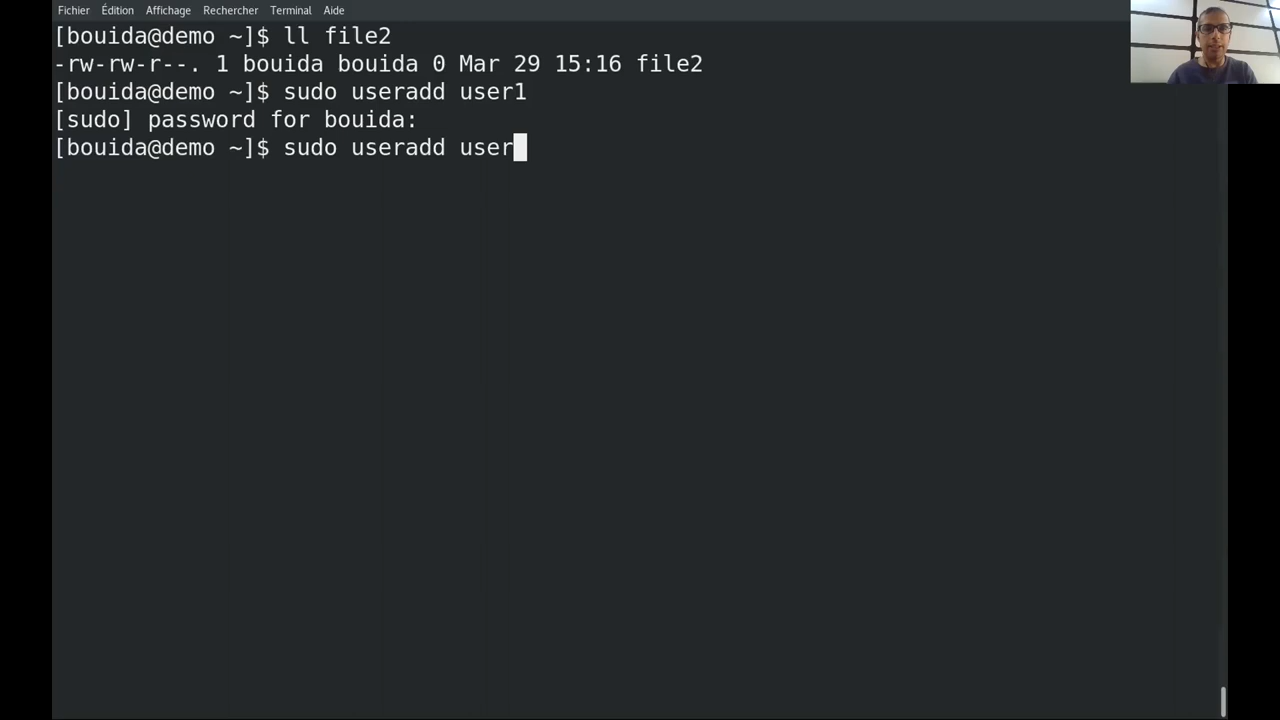 Fichier Édition Affichage Rechercher Terminal Aide
[bouida@demo ~]$ ll file2
-rw-rw-r--. 1 bouida bouida 0 Mar 29 15:16 file2
[bouida@demo ~]$ sudo useradd user1
[sudo] password for bouida:
[bouida@demo ~]$ sudo useradd user